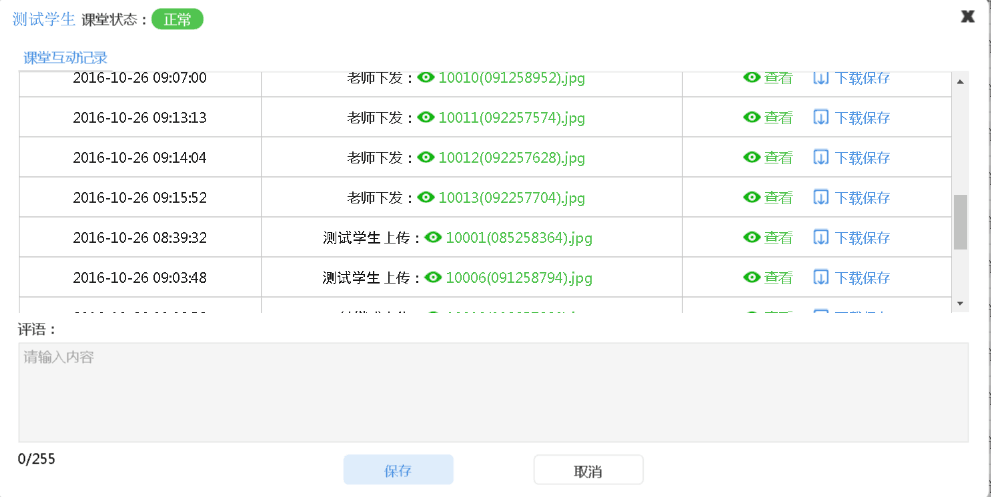 测试学生 课堂状态：正常
课堂互动记录
2016-10-26 09:07:00 老师下发：10010(091258952).jpg 查看 下载保存
2016-10-26 09:13:13 老师下发：10011(092257574).jpg 查看 下载保存
2016-10-26 09:14:04 老师下发：10012(092257628).jpg 查看 下载保存
2016-10-26 09:15:52 老师下发：10013(092257704).jpg 查看 下载保存
2016-10-26 08:39:32 测试学生上传：10001(085258364).jpg 查看 下载保存
2016-10-26 09:03:48 测试学生上传：10006(091258794).jpg 查看 下载保存
评语：
请输入内容
0/255
保存 取消